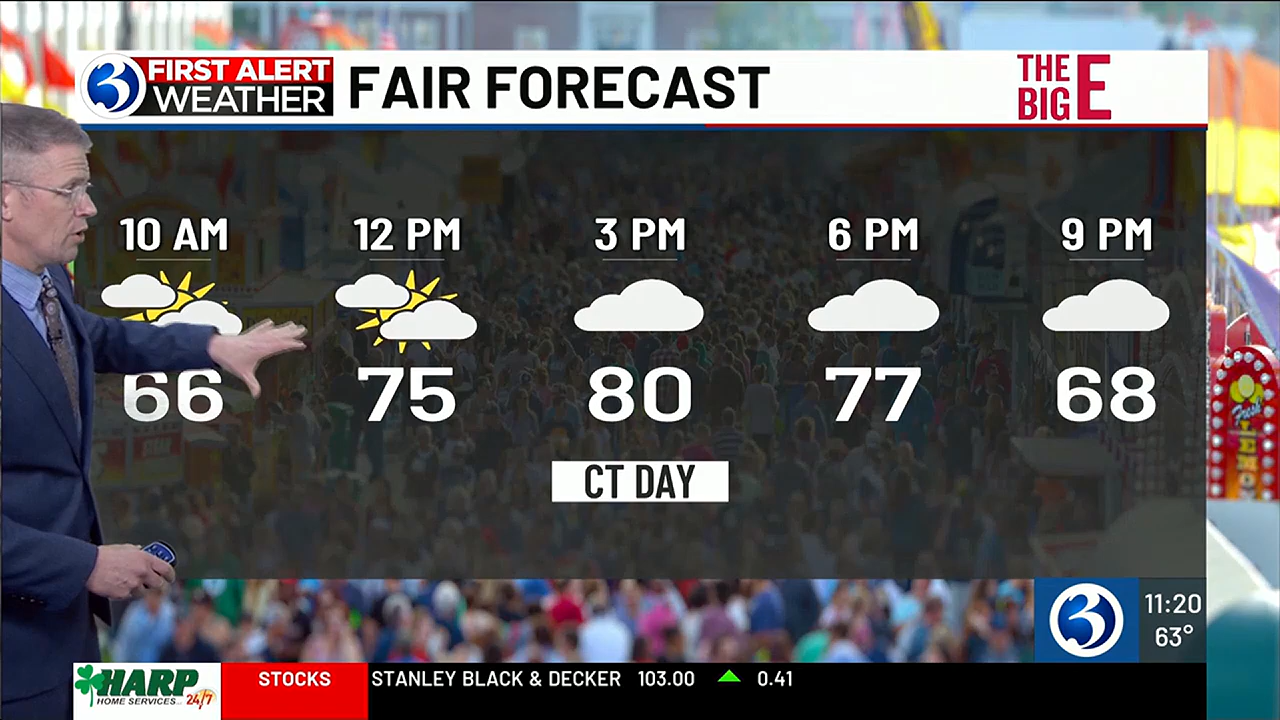 3 FIRST ALERT
WEATHER
FAIR FORECAST
THE
BIG E
10 AM
12 PM
3 PM
6 PM
9 PM
66
75
80
77
68
CT DAY
Fresh
LEMON
3
11:20
63°
HARP
HOME SERVICES
24/7
STOCKS
STANLEY BLACK & DECKER 103.00 0.41